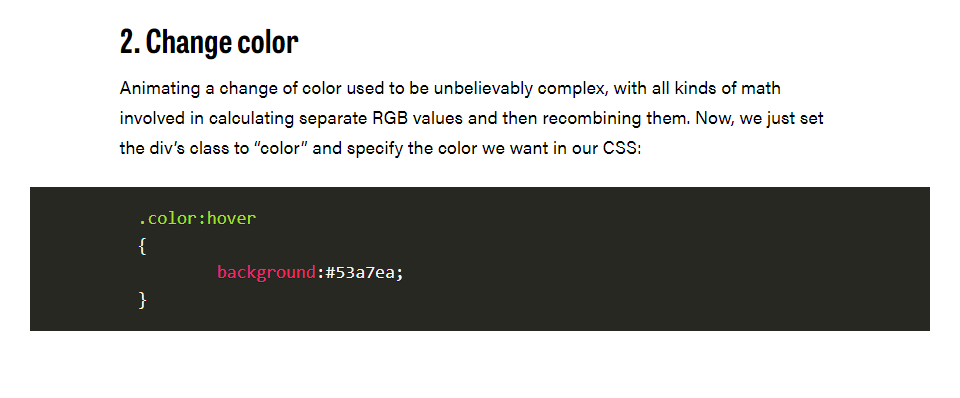 2. Change color
Animating a change of color used to be unbelievably complex, with all kinds of math
involved in calculating separate RGB values and then recombining them. Now, we just set
the div’s class to “color” and specify the color we want in our CSS:
.color:hover
{
background:#53a7ea;
}